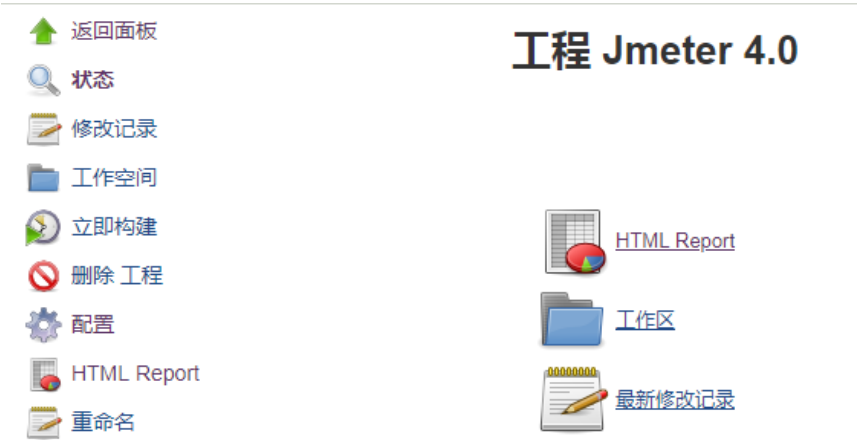 返回面板
状态
修改记录
工作空间
立即构建
删除 工程
配置
HTML Report
重命名
工程 Jmeter 4.0
HTML Report
工作区
最新修改记录